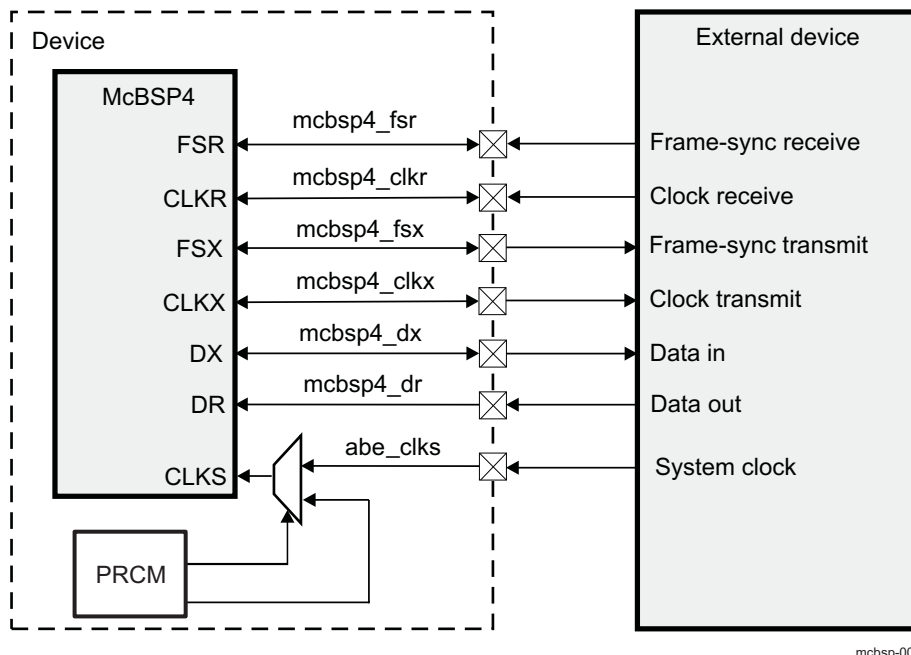 Device
External device
McBSP4
mcbsp4_fsr
FSR
Frame-sync receive
mcbsp4_clkr
CLKR
Clock receive
mcbsp4_fsx
FSX
Frame-sync transmit
mcbsp4_clkx
CLKX
Clock transmit
mcbsp4_dx
DX
Data in
mcbsp4_dr
DR
Data out
abe_clks
CLKS
System clock
PRCM